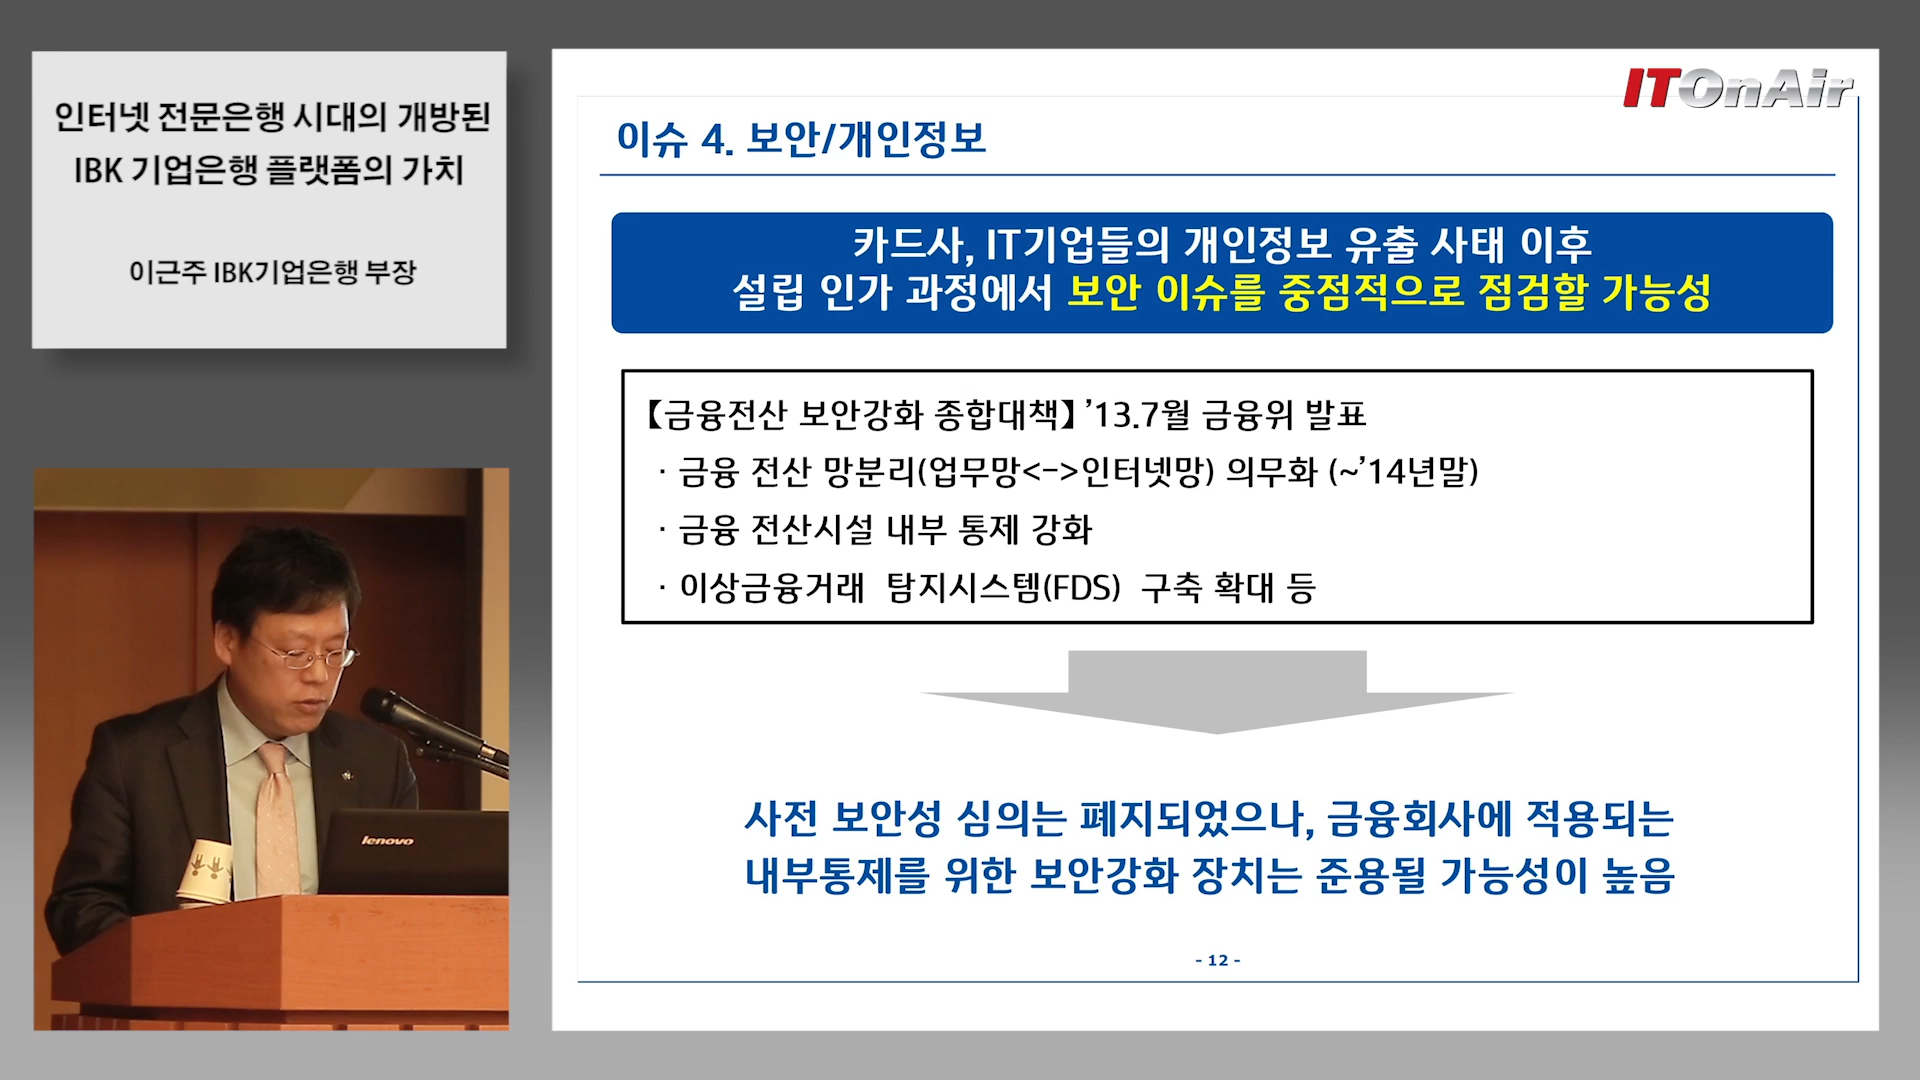 인터넷 전문은행 시대의 개방된
IBK 기업은행 플랫폼의 가치
이근주 IBK기업은행 부장
ITOnAir
이슈 4. 보안/개인정보
카드사, IT기업들의 개인정보 유출 사태 이후
설립 인가 과정에서 보안 이슈를 중점적으로 점검할 가능성
【금융전산 보안강화 종합대책】 ’13.7월 금융위 발표
· 금융 전산 망분리(업무망<->인터넷망) 의무화 (~’14년말)
· 금융 전산시설 내부 통제 강화
· 이상금융거래 탐지시스템(FDS) 구축 확대 등
사전 보안성 심의는 폐지되었으나, 금융회사에 적용되는
내부통제를 위한 보안강화 장치는 준용될 가능성이 높음
- 12 -
lenovo